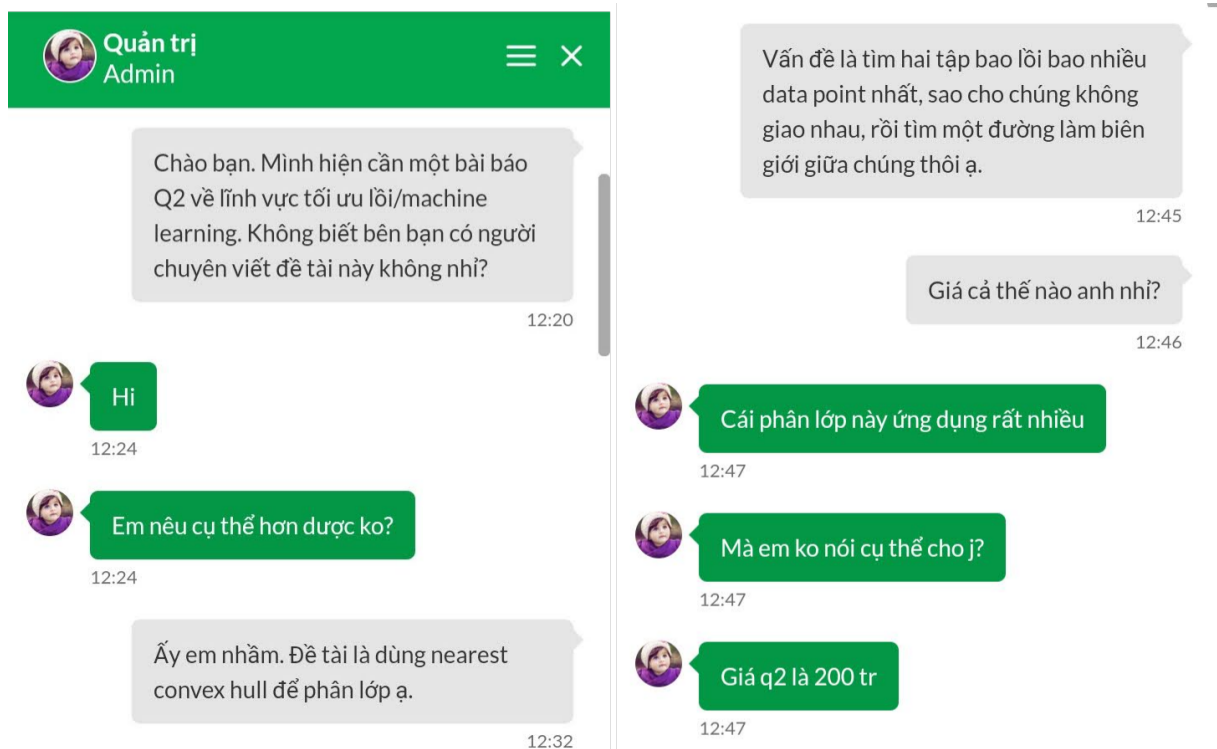 Quản trị
Admin
Chào bạn. Mình hiện cần một bài báo
Q2 về lĩnh vực tối ưu lồi/machine
learning. Không biết bên bạn có người
chuyên viết đề tài này không nhỉ?
12:20
Hi
12:24
Em nêu cụ thể hơn dược ko?
12:24
Ấy em nhầm. Đề tài là dùng nearest
convex hull để phân lớp ạ.
12:32
Vấn đề là tìm hai tập bao lồi bao nhiều
data point nhất, sao cho chúng không
giao nhau, rồi tìm một đường làm biên
giới giữa chúng thôi ạ.
12:45
Giá cả thế nào anh nhỉ?
12:46
Cái phân lớp này ứng dụng rất nhiều
12:47
Mà em ko nói cụ thể cho j?
12:47
Giá q2 là 200 tr
12:47